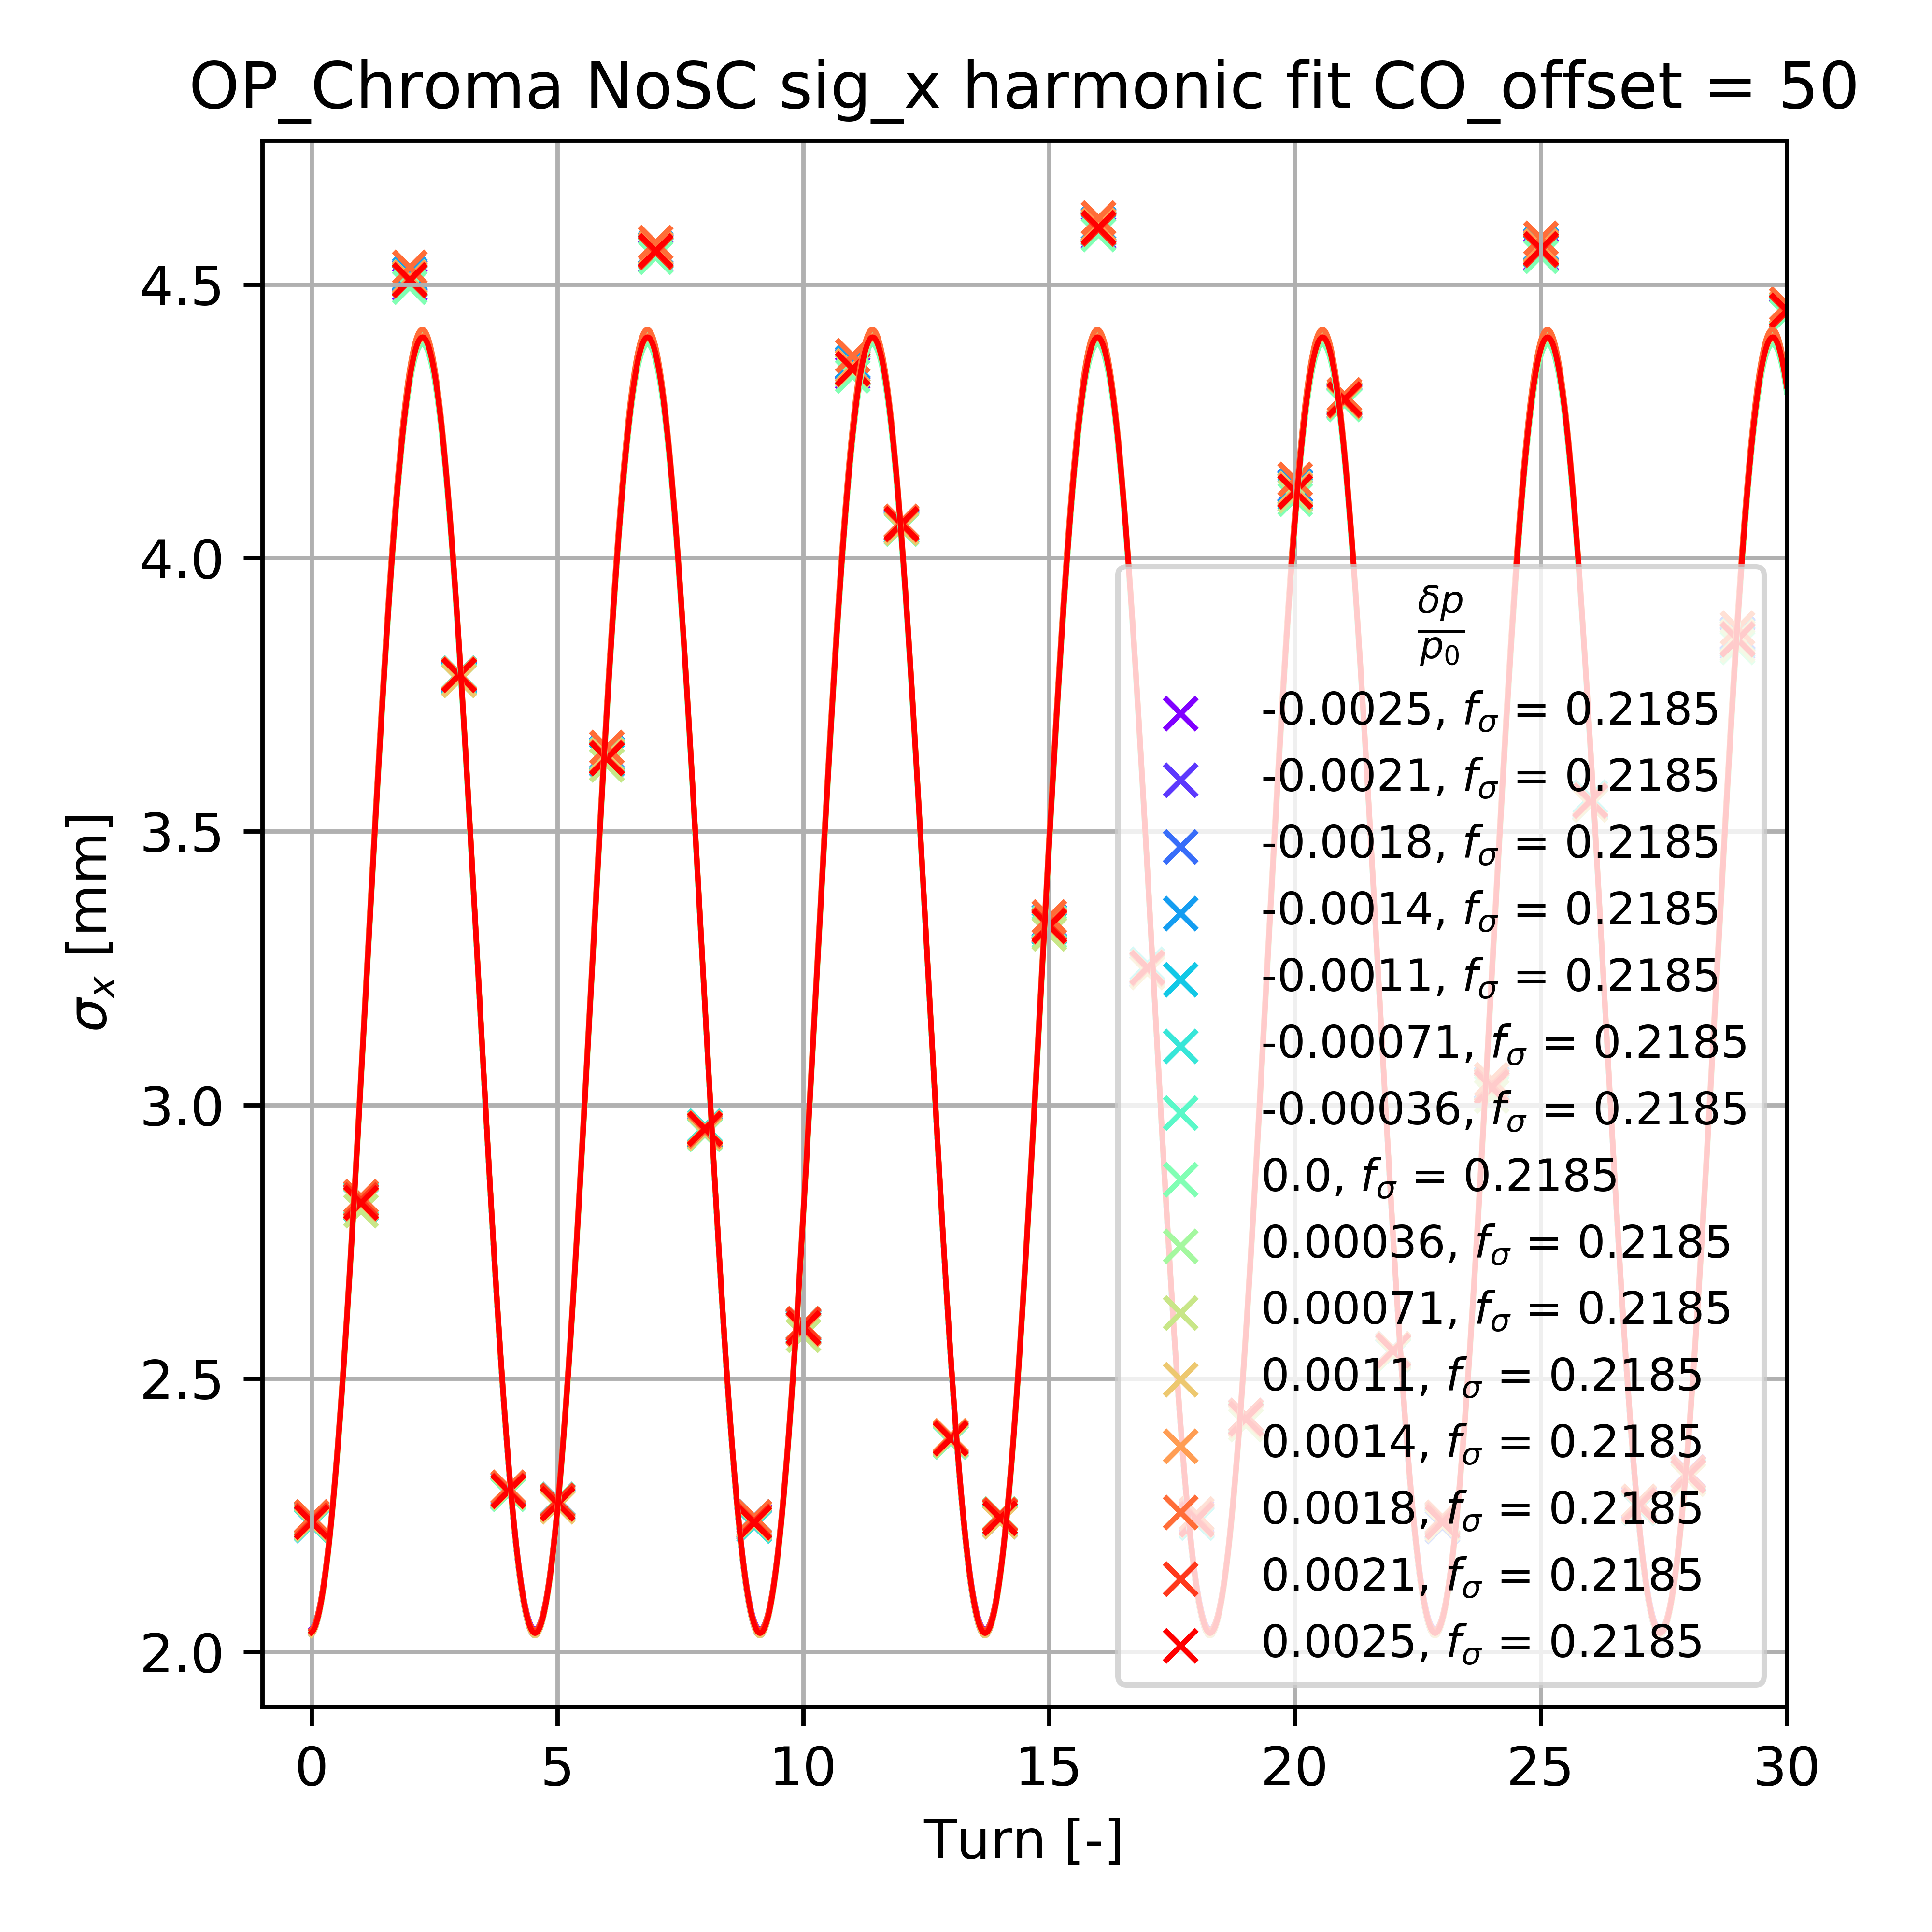 OP_Chroma NoSC sig_x harmonic fit CO_offset = 50
4.5
4.0
3.5
3.0
2.5
2.0
σx [mm]
δp
p0
-0.0025, fσ = 0.2185
-0.0021, fσ = 0.2185
-0.0018, fσ = 0.2185
-0.0014, fσ = 0.2185
-0.0011, fσ = 0.2185
-0.00071, fσ = 0.2185
-0.00036, fσ = 0.2185
0.0, fσ = 0.2185
0.00036, fσ = 0.2185
0.00071, fσ = 0.2185
0.0011, fσ = 0.2185
0.0014, fσ = 0.2185
0.0018, fσ = 0.2185
0.0021, fσ = 0.2185
0.0025, fσ = 0.2185
0 5 10 15 20 25 30
Turn [-]